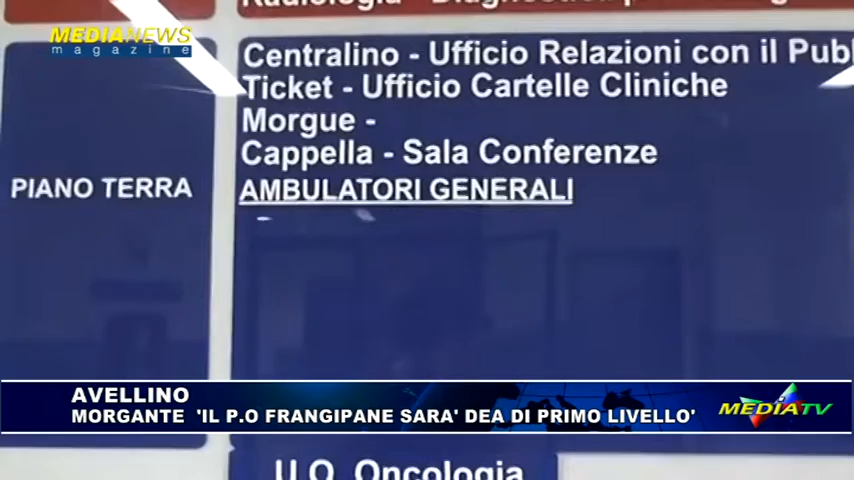 Radiologia -
MEDIANEWS
magazine
Centralino - Ufficio Relazioni con il Pub
Ticket - Ufficio Cartelle Cliniche
Morgue -
Cappella - Sala Conferenze
PIANO TERRA
AMBULATORI GENERALI
AVELLINO
MORGANTE 'IL P.O FRANGIPANE SARA' DEA DI PRIMO LIVELLO'
MEDIATV
U.O. Oncologia